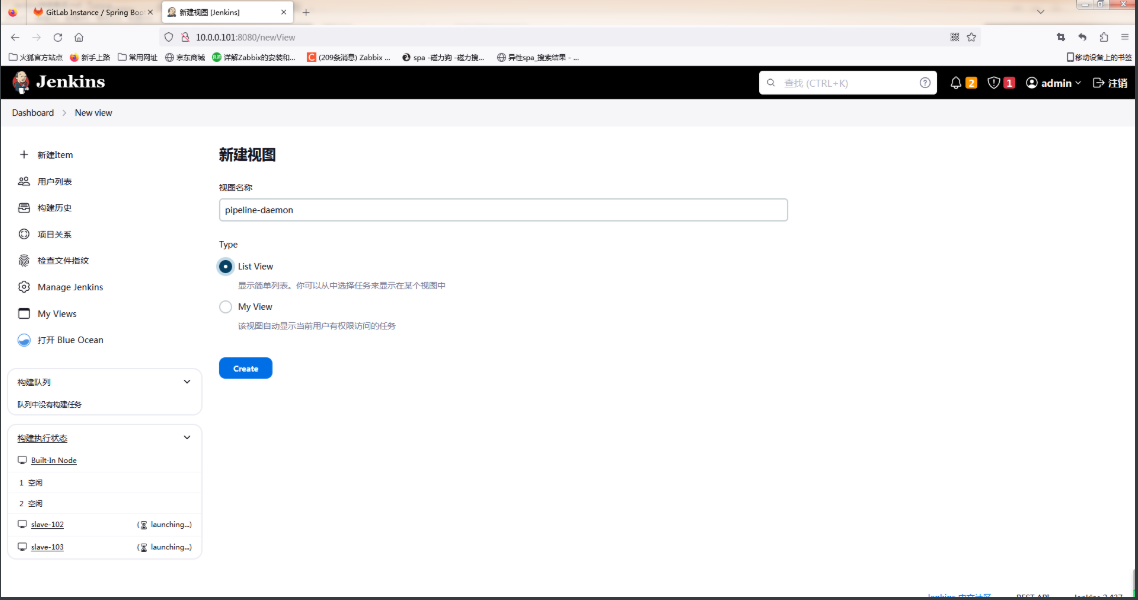 GitLab Instance / Spring Boo
新建视图 [Jenkins]
10.0.0.101:8080/newView
火狐官方站点 新手上路 常用网址 京东商城 详解Zabbix的安装和... (209条消息) Zabbix ... spa -磁力狗 -磁力搜... 异性spa_搜索结果 - ... 移动设备上的书签
Jenkins
查找 (CTRL+K)
2
1
admin
注销
Dashboard > New view
新建Item
用户列表
构建历史
项目关系
检查文件指纹
Manage Jenkins
My Views
打开 Blue Ocean
构建队列
队列中没有构建任务
构建执行状态
Built-In Node
1 空闲
2 空闲
slave-102 ( launching...)
slave-103 ( launching...)
新建视图
视图名称
pipeline-daemon
Type
List View
显示简单列表。你可以从中选择任务来显示在某个视图中
My View
该视图自动显示当前用户有权限访问的任务
Create